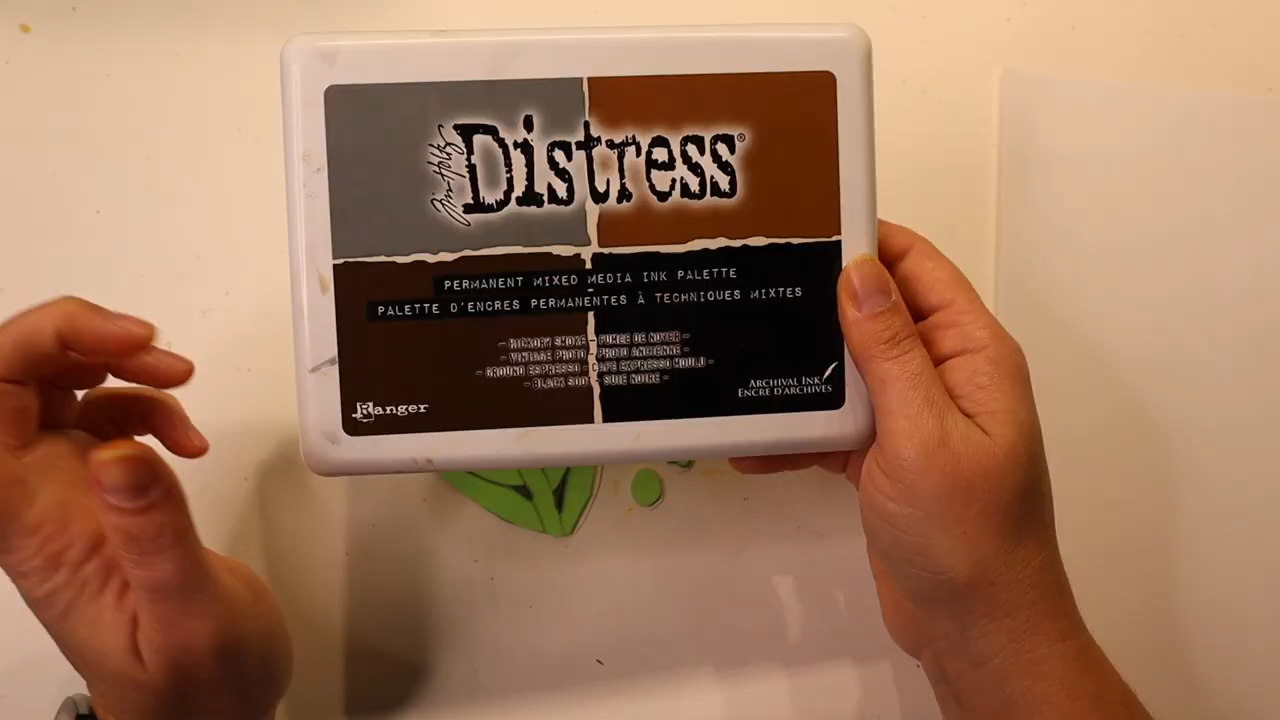 Tim Holtz Distress®
PERMANENT MIXED MEDIA INK PALETTE
PALETTE D'ENCRES PERMANENTES À TECHNIQUES MIXTES
– HICKORY SMOKE – FUMÉE DE NOYER –
– VINTAGE PHOTO – PHOTO ANCIENNE –
– GROUND ESPRESSO – CAFÉ EXPRESSO MOULU –
– BLACK SOOT – SUIE NOIRE –
Ranger
ARCHIVAL INK
ENCRE D'ARCHIVES